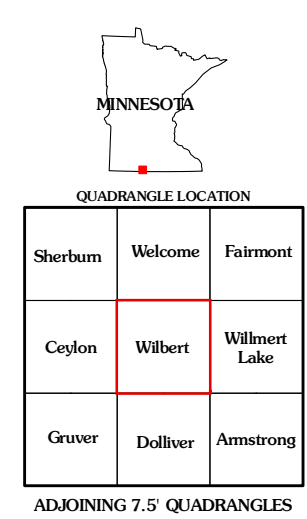 MINNESOTA
QUADRANGLE LOCATION
Sherburn Welcome Fairmont
Ceylon Wilbert Willmert
Lake
Gruver Dolliver Armstrong
ADJOINING 7.5' QUADRANGLES